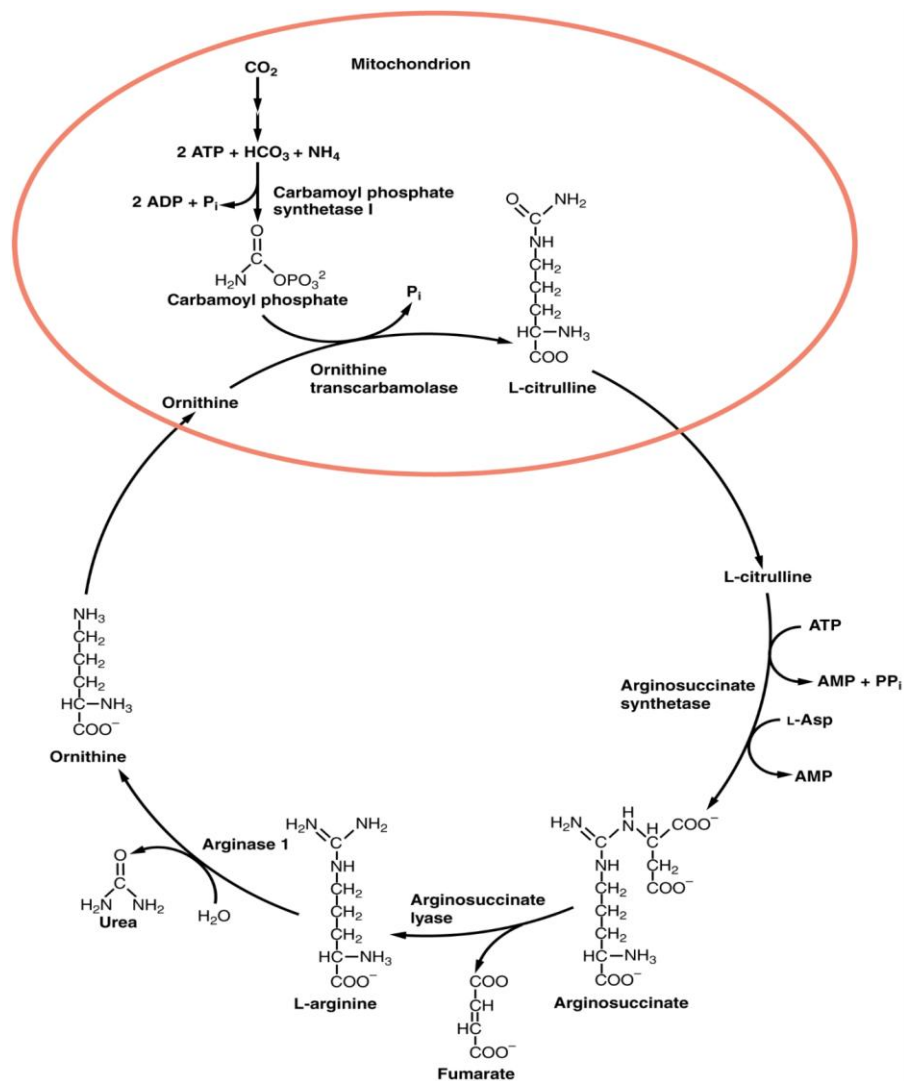 CO2
Mitochondrion
2 ATP + HCO3 + NH4
2 ADP + Pi
Carbamoyl phosphate
synthetase I
O
C
H2N
OPO3 2
Carbamoyl phosphate
Pi
O
NH2
C
NH
CH2
CH2
CH2
HC—NH3
COO
L-citrulline
Ornithine
transcarbamolase
Ornithine
L-citrulline
ATP
AMP + PPi
Arginosuccinate
synthetase
L-Asp
AMP
NH3
CH2
CH2
CH2
HC—NH3
COO−
Ornithine
Arginase 1
O
C
H2N
NH2
Urea
H2O
H2N
NH2
C
NH
CH2
CH2
CH2
HC—NH3
COO−
L-arginine
Arginosuccinate
lyase
COO
CH
HC
COO−
Fumarate
H2N
H
N
H
C
COO−
C
CH2
COO−
NH
CH2
CH2
CH2
HC—NH3
COO−
Arginosuccinate